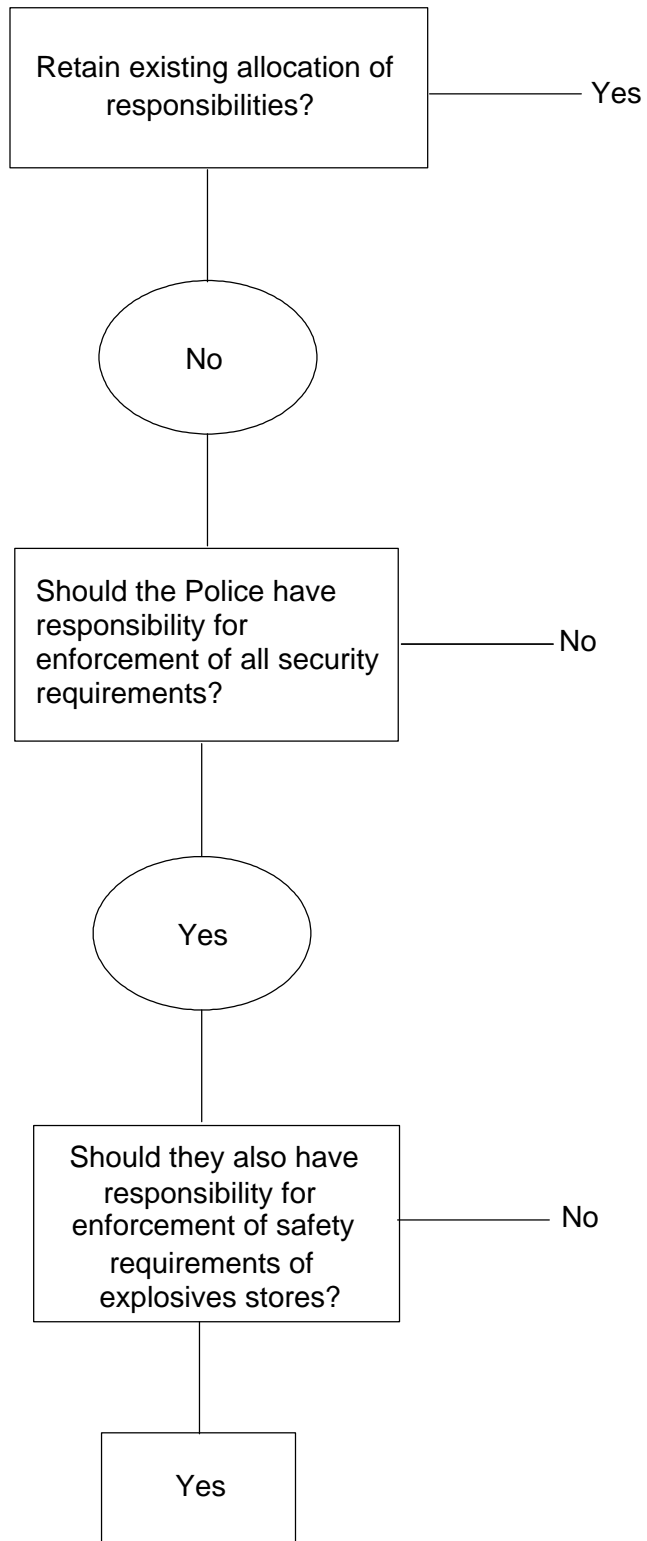 Retain existing allocation of
responsibilities?
Yes
No
Should the Police have
responsibility for
enforcement of all security
requirements?
No
Yes
Should they also have
responsibility for
enforcement of safety
requirements of
explosives stores?
No
Yes